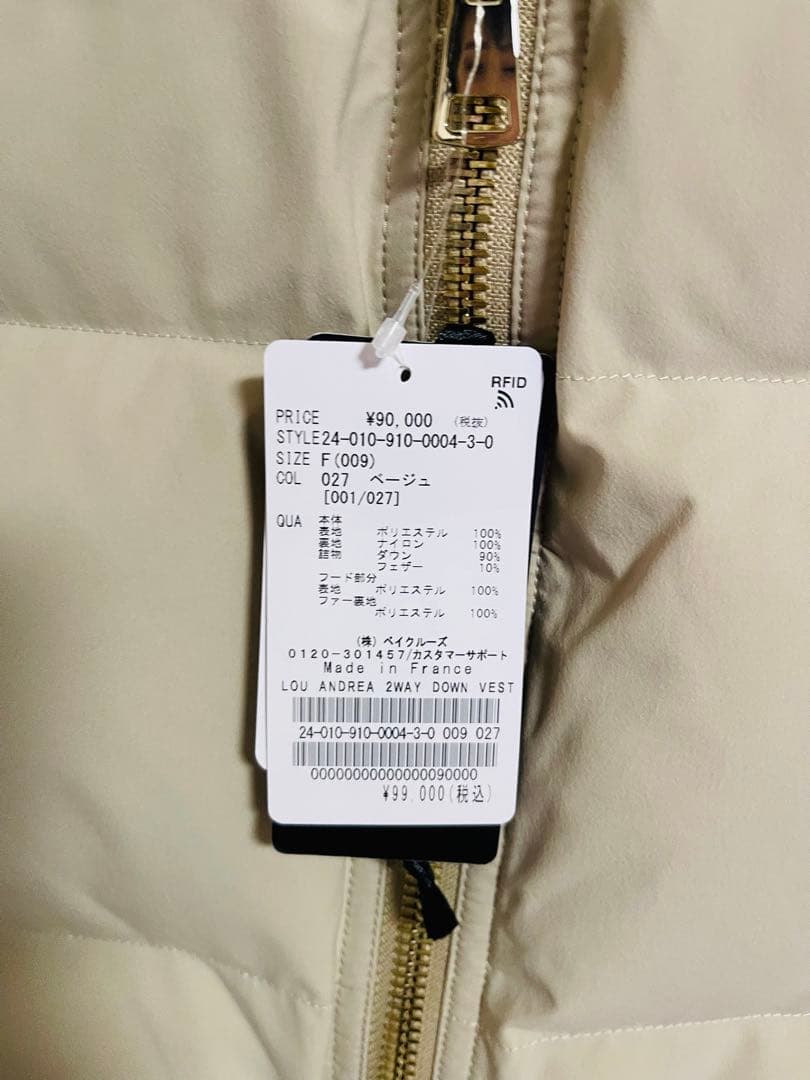 RFID
PRICE ¥90,000 (税抜)
STYLE24-010-910-0004-3-0
SIZE F(009)
COL 027 ベージュ
[001/027]
QUA 本体
表地 ポリエステル 100%
裏地 ナイロン 100%
詰物 ダウン 90%
フェザー 10%
フード部分
表地 ポリエステル 100%
ファー裏地
ポリエステル 100%
(株) ベイクルーズ
0120-301457/カスタマーサポート
Made in France
LOU ANDREA 2WAY DOWN VEST
24-010-910-0004-3-0 009 027
00000000000000090000
¥99,000(税込)